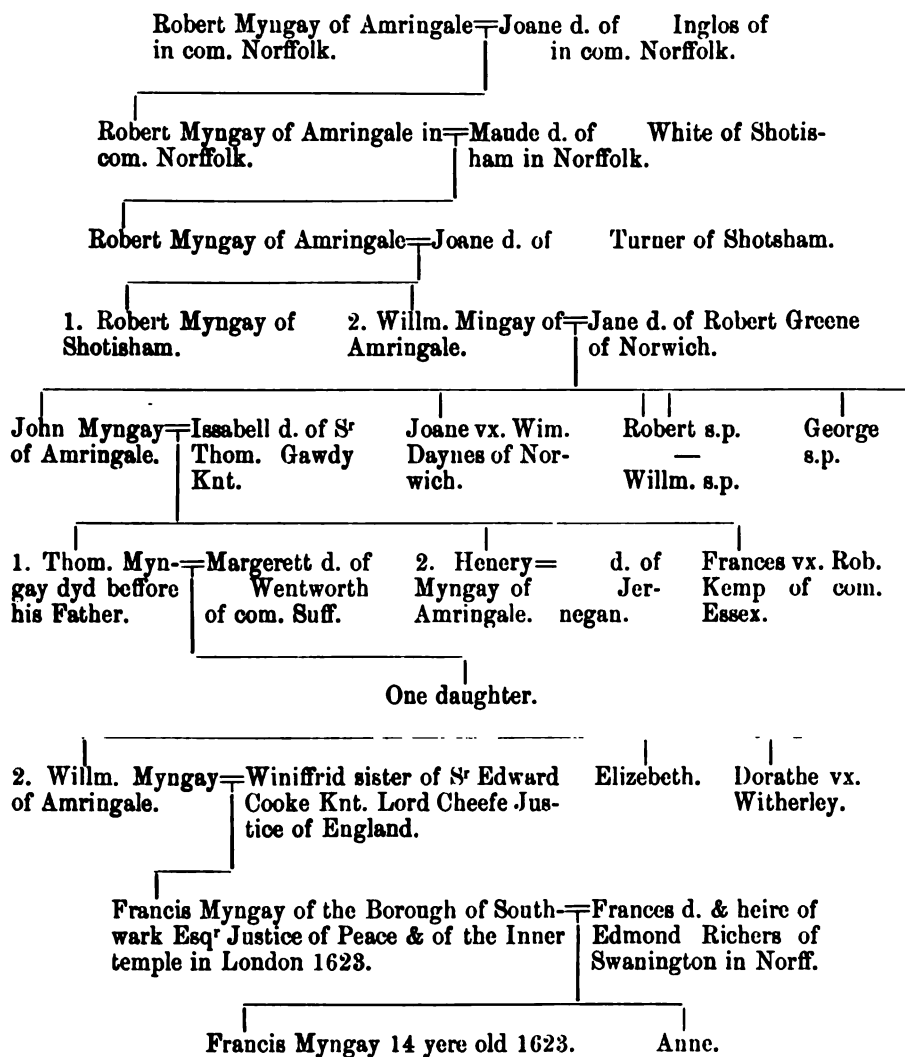 Robert Myngay of Amringale Joane d. of Inglos of
in com. Norffolk. in com. Norffolk.
Robert Myngay of Amringale in Maude d. of White of Shotis-
com. Norffolk. ham in Norffolk.
Robert Myngay of Amringale Joane d. of Turner of Shotsham.
1. Robert Myngay of
Shotisham.
2. Willm. Mingay of
Amringale.
Jane d. of Robert Greene
of Norwich.
John Myngay
of Amringale.
Issabell d. of Sr
Thom. Gawdy
Knt.
Joane vx. Wim.
Daynes of Nor-
wich.
Robert s.p.
—
Willm. s.p.
George
s.p.
1. Thom. Myn-
gay dyd beffore
his Father.
Margerett d. of
Wentworth
of com. Suff.
2. Henery
Myngay of
Amringale.
d. of
Jer-
negan.
Frances vx. Rob.
Kemp of com.
Essex.
One daughter.
2. Willm. Myngay
of Amringale.
Winiffrid sister of Sr Edward
Cooke Knt. Lord Cheefe Jus-
tice of England.
Elizebeth.
Dorathe vx.
Witherley.
Francis Myngay of the Borough of South-
wark Esqr Justice of Peace & of the Inner
temple in London 1623.
Frances d. & heire of
Edmond Richers of
Swanington in Norff.
Francis Myngay 14 yere old 1623. Anne.